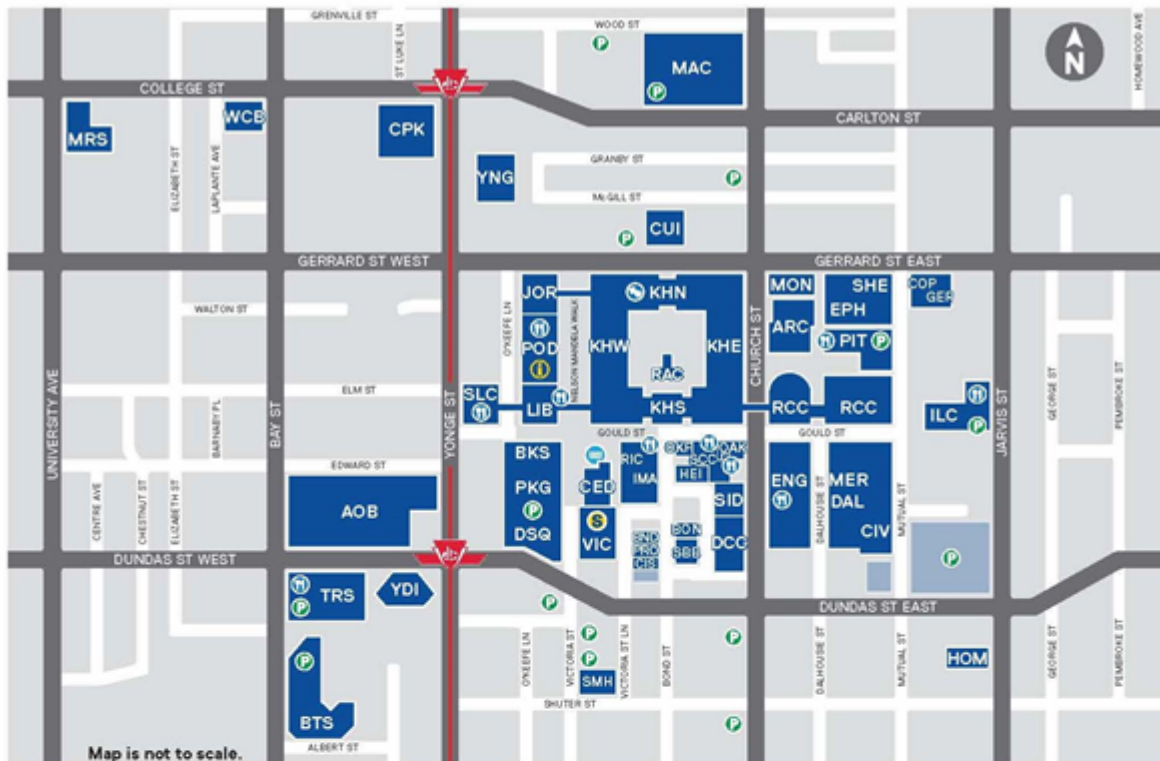 GRENVILLE ST
ST LUKE LN
WOOD ST
HOMEWOOD AVE
N
P
MAC
P
COLLEGE ST
CARLTON ST
MRS
WCB
CPK
ELIZABETH ST
LAPLANTE AVE
YNG
GRANBY ST
P
McGILL ST
CUI
P
GERRARD ST WEST
GERRARD ST EAST
WALTON ST
O'KEEFE LN
JOR
NELSON MANDELA WALK
KHN
MON
SHE
COP
GER
EPH
ARC
POD
KHW
KHE
PIT
P
CHURCH ST
RAC
UNIVERSITY AVE
BAY ST
YONGE ST
ELM ST
BARNABY PL
SLC
LIB
KHS
RCC
RCC
ILC
P
JARVIS ST
GEORGE ST
PEMBROKE ST
GOULD ST
GOULD ST
EDWARD ST
BKS
PKG
P
DSQ
CED
S
VIC
RIC
IMA
BKR
SCC
OAK
HEI
SID
DCC
BON
SBB
BND
PRO
CIS
ENG
DALHOUSIE ST
MER
DAL
CIV
MUTUAL ST
P
CENTRE AVE
CHESTNUT ST
ELIZABETH ST
AOB
DUNDAS ST WEST
DUNDAS ST EAST
P
TRS
YDI
P
BTS
P
O'KEEFE LN
VICTORIA ST
P
P
SMH
VICTORIA ST LN
BOND ST
P
P
DALHOUSIE ST
MUTUAL ST
HOM
GEORGE ST
PEMBROKE ST
SHUTER ST
ALBERT ST
Map is not to scale.